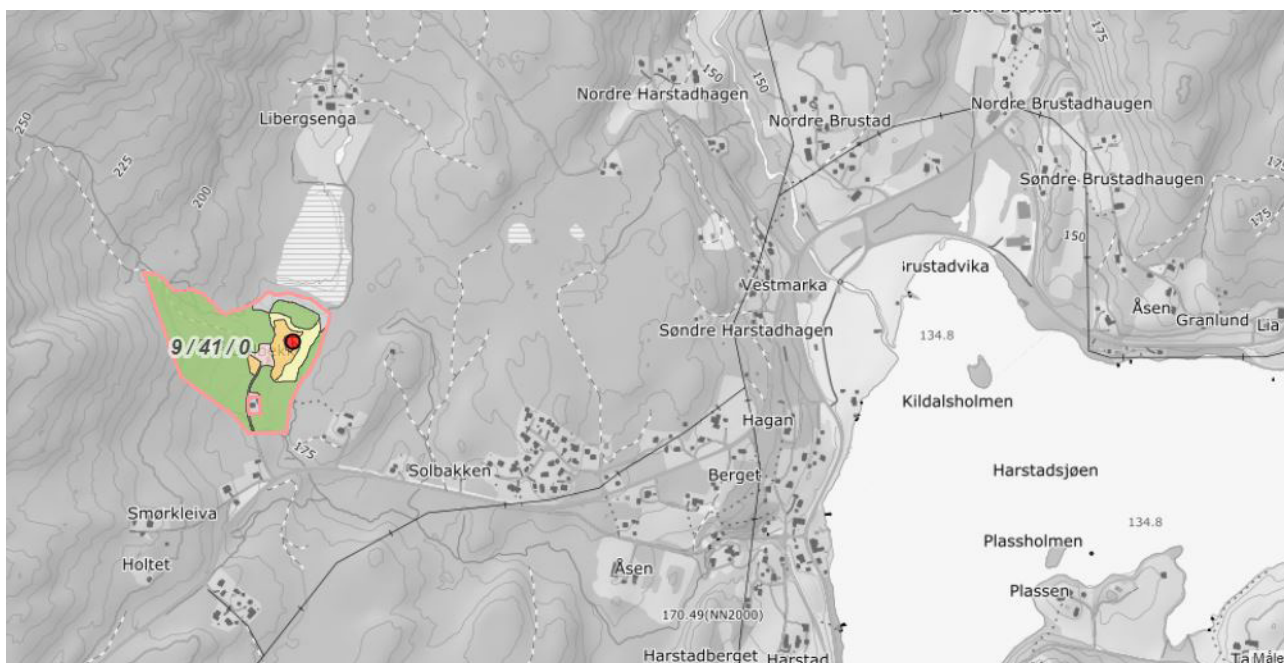 Nordre Harstadhagen
150
150
175
Nordre Brustadhaugen
Nordre Brustad
Libergsenga
250
225
200
Søndre Brustadhaugen
175
150
Vestmarka
9 / 41 / 0
Søndre Harstadhagen
134.8
Åsen
Granlund
Lia
Kildalsholmen
Hagan
175
Solbakken
Berget
Harstadsjøen
Smørkleiva
134.8
Holtet
Åsen
Plassholmen
Plassen
170.49(NN2000)
Harstadberget
Harstad